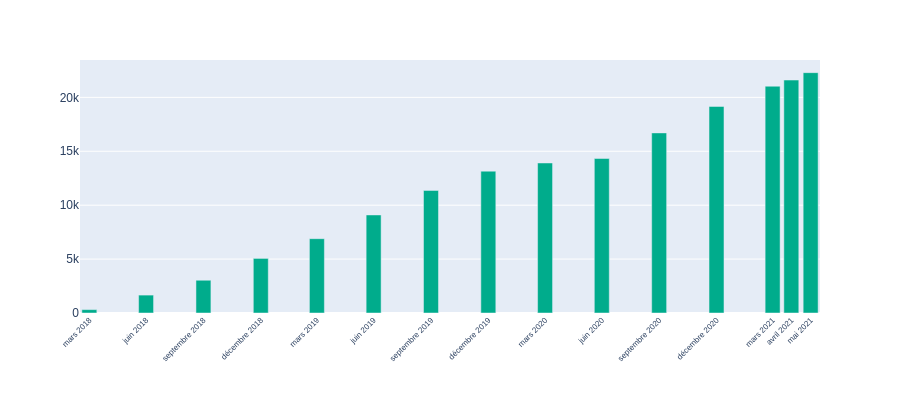 20k
15k
10k
5k
0
mars 2018
juin 2018
septembre 2018
décembre 2018
mars 2019
juin 2019
septembre 2019
décembre 2019
mars 2020
juin 2020
septembre 2020
décembre 2020
mars 2021
avril 2021
mai 2021